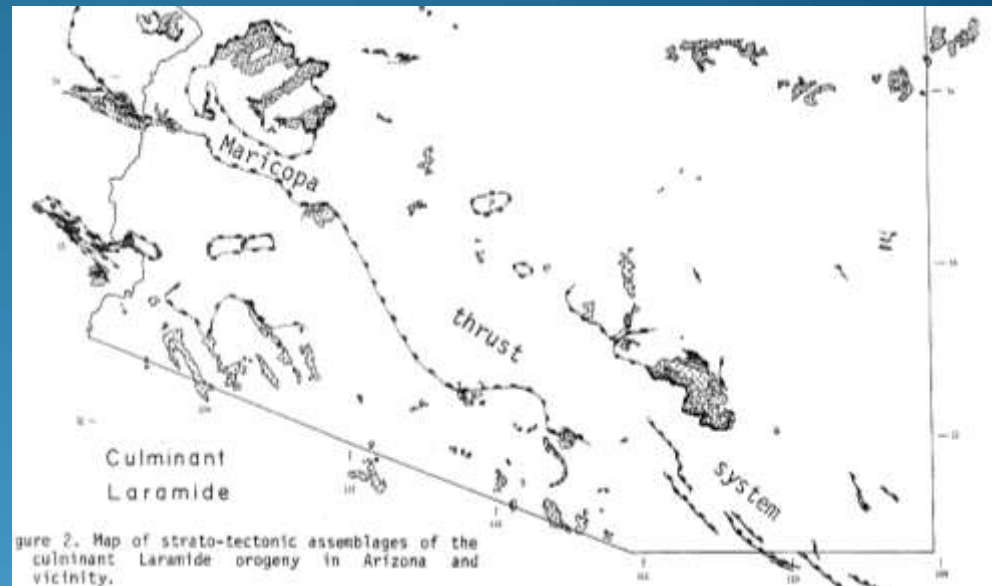 Maricopa
thrust
system
Culminant
Laramide
gure 2. Map of strato-tectonic assemblages of the
culminant Laramide orogeny in Arizona and
vicinity.